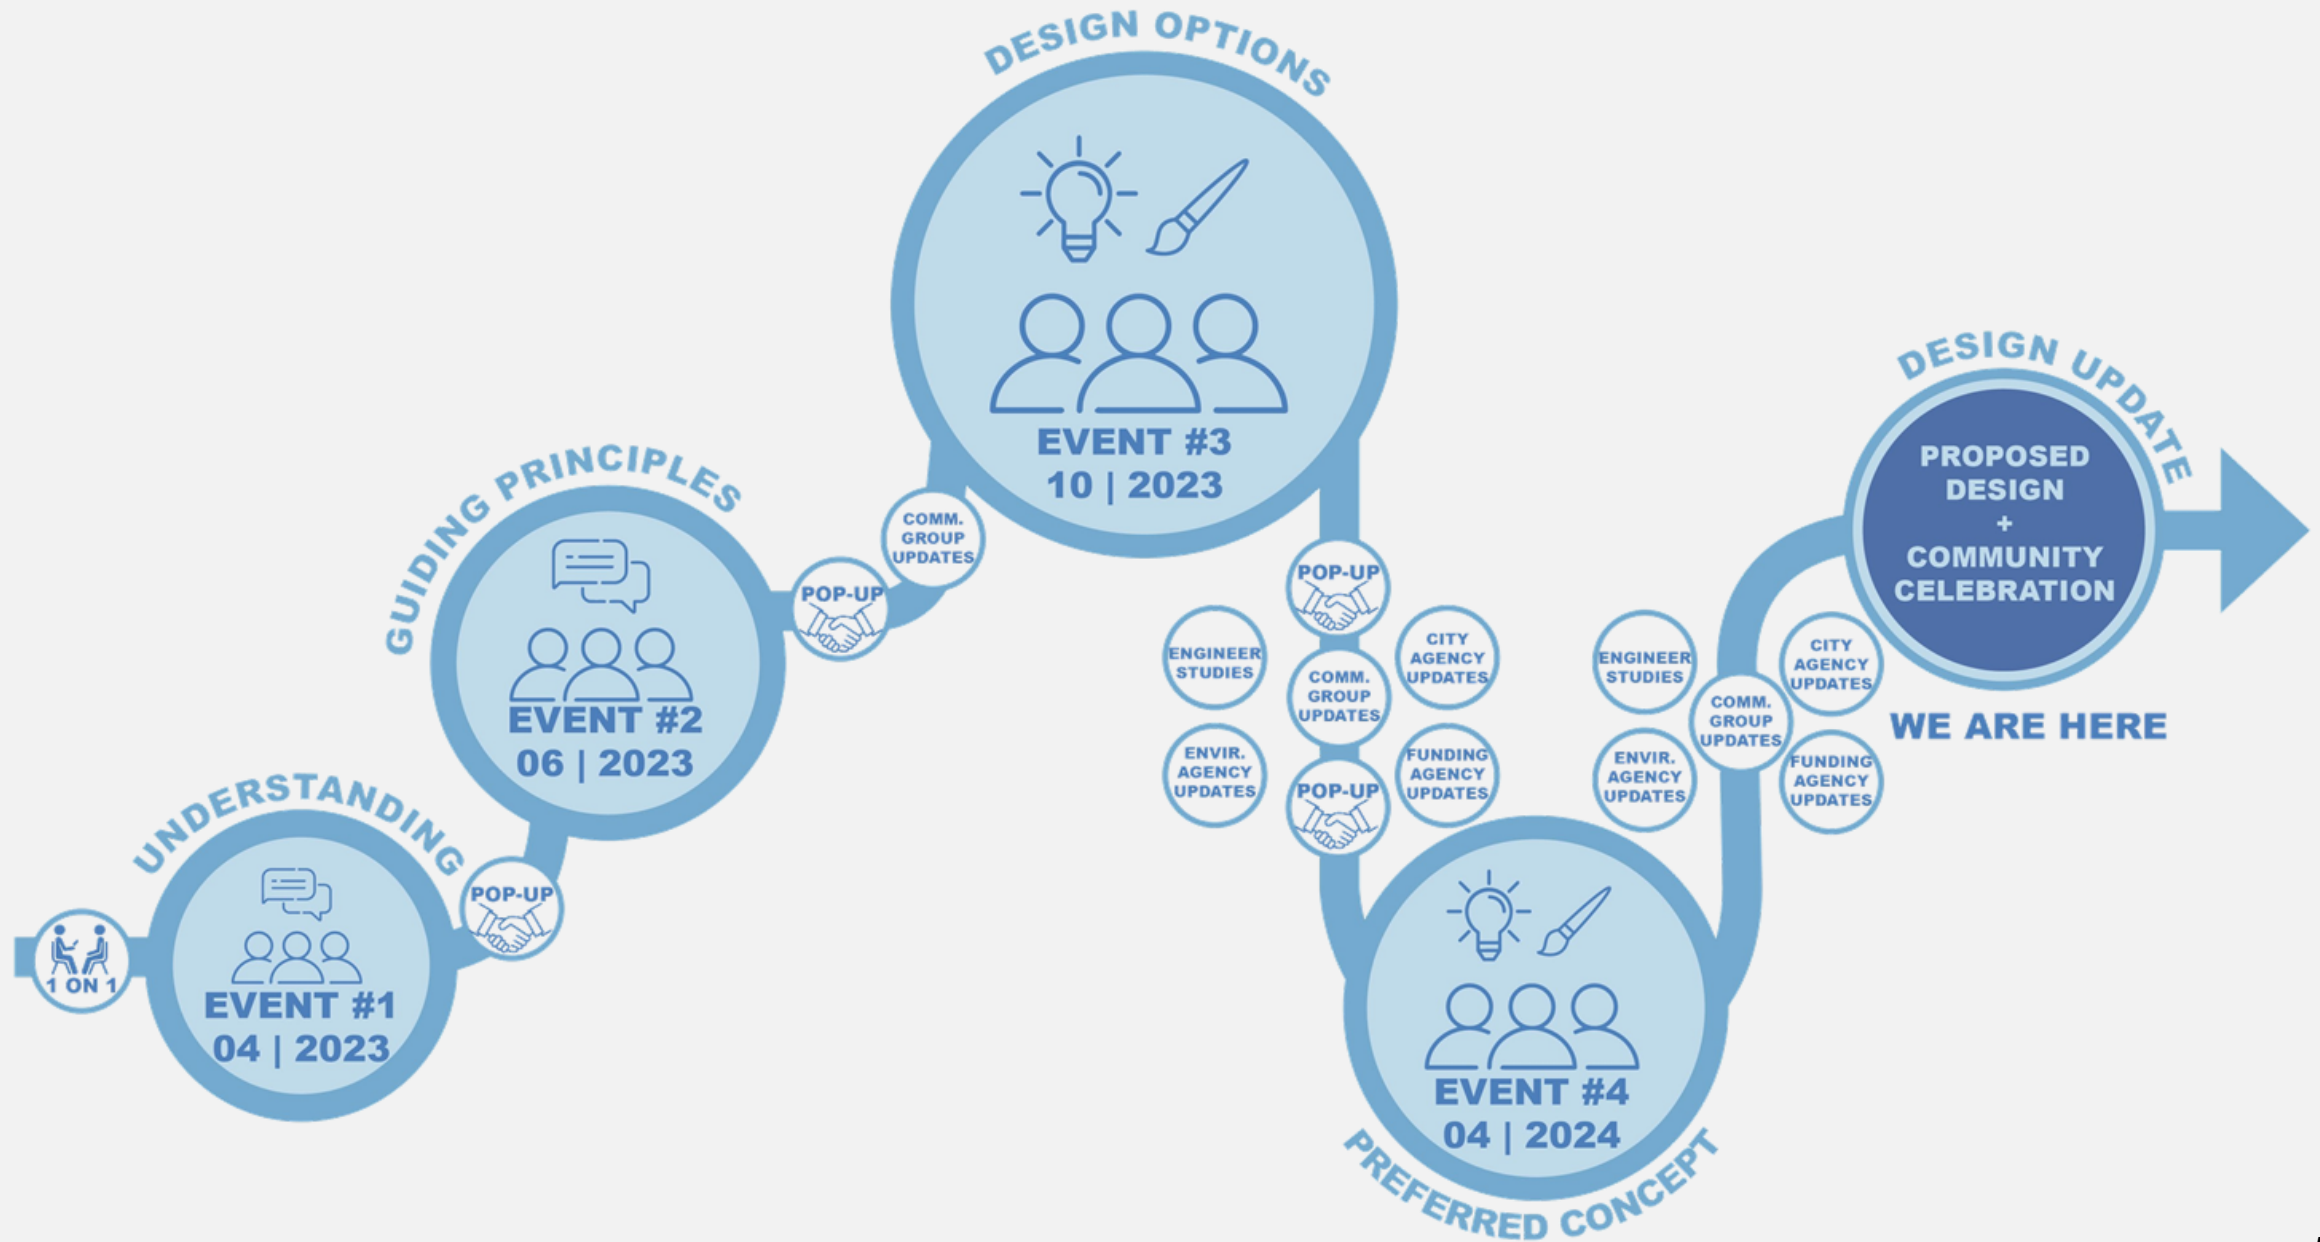 1 ON 1
UNDERSTANDING
EVENT #1
04 | 2023
POP-UP
GUIDING PRINCIPLES
EVENT #2
06 | 2023
POP-UP
COMM.
GROUP
UPDATES
DESIGN OPTIONS
EVENT #3
10 | 2023
POP-UP
ENGINEER
STUDIES
COMM.
GROUP
UPDATES
CITY
AGENCY
UPDATES
ENVIR.
AGENCY
UPDATES
POP-UP
FUNDING
AGENCY
UPDATES
EVENT #4
04 | 2024
PREFERRED CONCEPT
ENGINEER
STUDIES
COMM.
GROUP
UPDATES
CITY
AGENCY
UPDATES
ENVIR.
AGENCY
UPDATES
FUNDING
AGENCY
UPDATES
DESIGN UPDATE
PROPOSED
DESIGN
+
COMMUNITY
CELEBRATION
WE ARE HERE